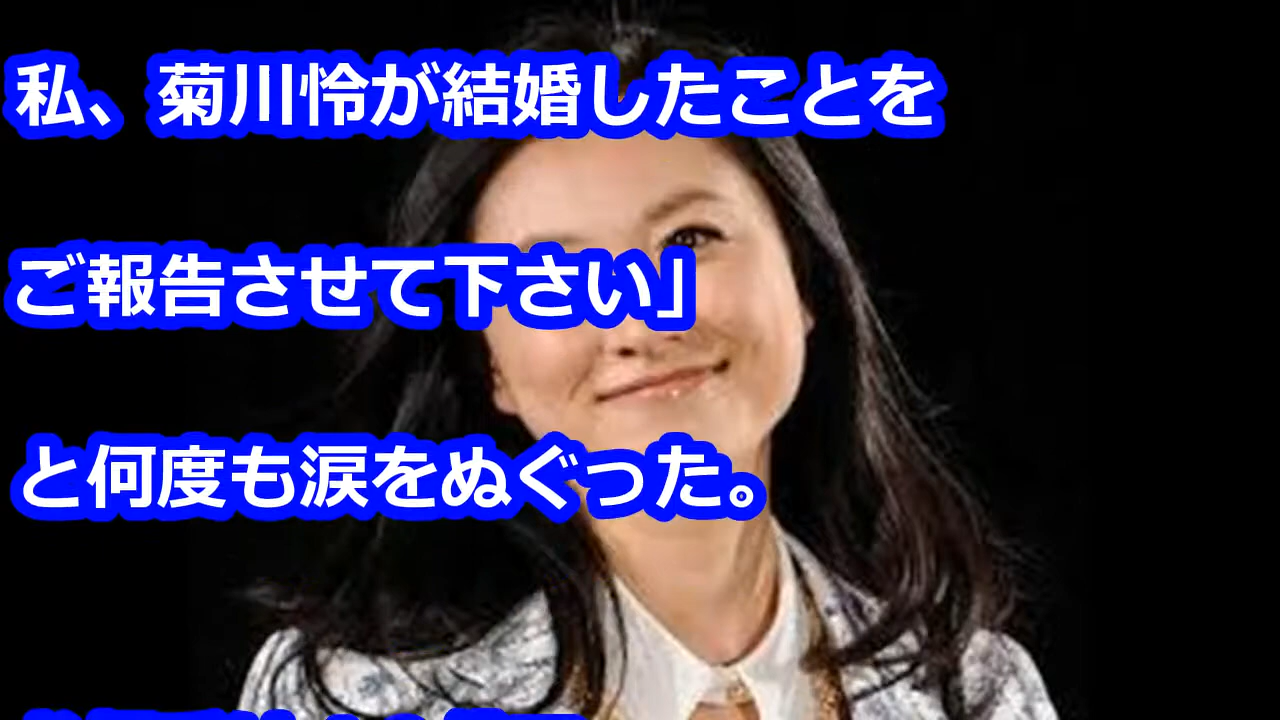 私、菊川怜が結婚したことを
ご報告させて下さい」
と何度も涙をぬぐった。